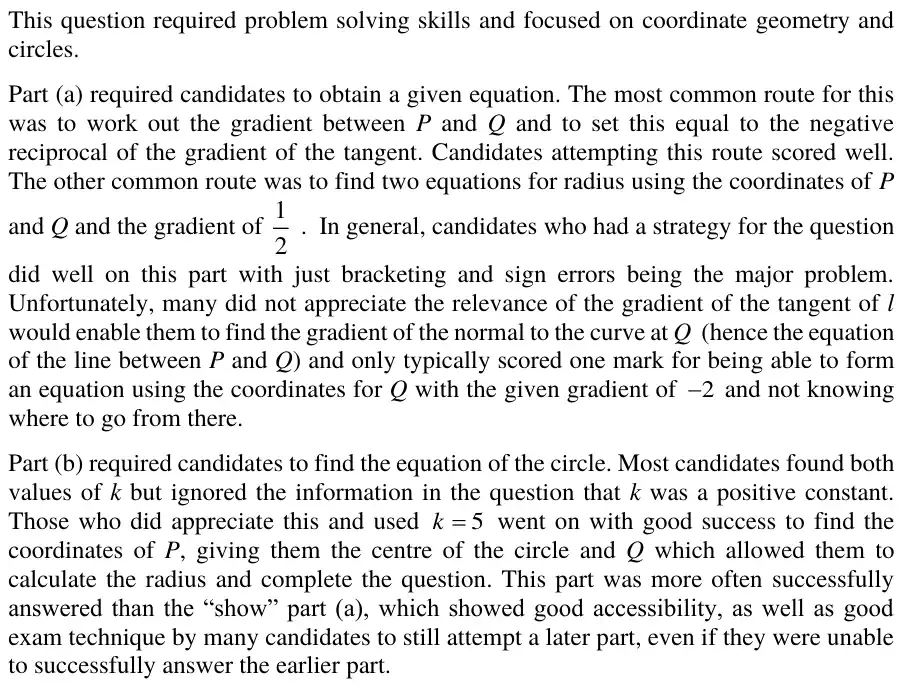 This question required problem solving skills and focused on coordinate geometry and
circles.
Part (a) required candidates to obtain a given equation. The most common route for this
was to work out the gradient between P and Q and to set this equal to the negative
reciprocal of the gradient of the tangent. Candidates attempting this route scored well.
The other common route was to find two equations for radius using the coordinates of P
and Q and the gradient of 1/2 . In general, candidates who had a strategy for the question
did well on this part with just bracketing and sign errors being the major problem.
Unfortunately, many did not appreciate the relevance of the gradient of the tangent of l
would enable them to find the gradient of the normal to the curve at Q (hence the equation
of the line between P and Q) and only typically scored one mark for being able to form
an equation using the coordinates for Q with the given gradient of −2 and not knowing
where to go from there.
Part (b) required candidates to find the equation of the circle. Most candidates found both
values of k but ignored the information in the question that k was a positive constant.
Those who did appreciate this and used k = 5 went on with good success to find the
coordinates of P, giving them the centre of the circle and Q which allowed them to
calculate the radius and complete the question. This part was more often successfully
answered than the “show” part (a), which showed good accessibility, as well as good
exam technique by many candidates to still attempt a later part, even if they were unable
to successfully answer the earlier part.